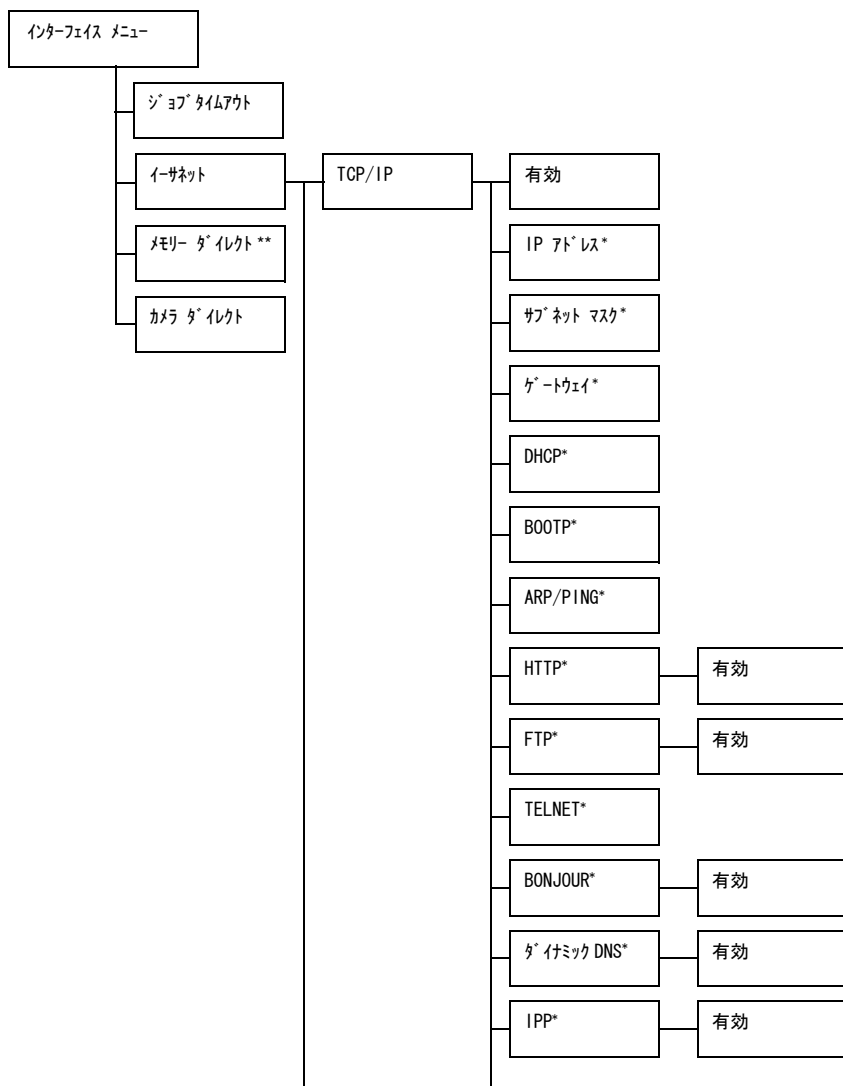 ｲﾝﾀｰﾌｪｲｽ ﾒﾆｭｰ
ｼﾞｮﾌﾞﾀｲﾑｱｳﾄ
ｲｰｻﾈｯﾄ
TCP/IP
有効
ﾒﾓﾘｰ ﾀﾞｲﾚｸﾄ**
IP ｱﾄﾞﾚｽ*
ｶﾒﾗ ﾀﾞｲﾚｸﾄ
ｻﾌﾞﾈｯﾄ ﾏｽｸ*
ｹﾞｰﾄｳｪｲ*
DHCP*
BOOTP*
ARP/PING*
HTTP*
有効
FTP*
有効
TELNET*
BONJOUR*
有効
ﾀﾞｲﾅﾐｯｸ DNS*
有効
IPP*
有効